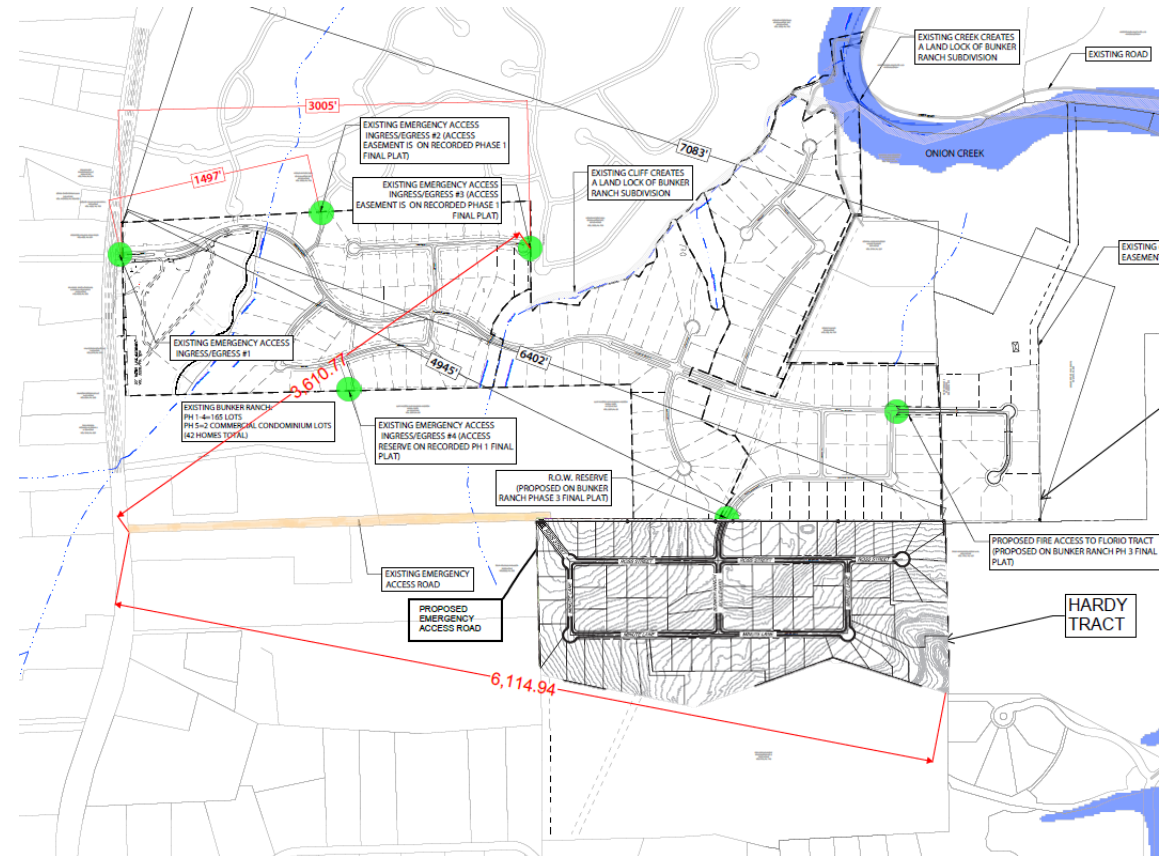 EXISTING CREEK CREATES
A LAND LOCK OF BUNKER
RANCH SUBDIVISION
EXISTING ROAD
3005'
EXISTING EMERGENCY ACCESS
INGRESS/EGRESS #2 (ACCESS
EASEMENT IS ON RECORDED PHASE 1
FINAL PLAT)
7083'
ONION CREEK
1497'
EXISTING EMERGENCY ACCESS
INGRESS/EGRESS #3 (ACCESS
EASEMENT IS ON RECORDED PHASE 1
FINAL PLAT)
EXISTING CLIFF CREATES
A LAND LOCK OF BUNKER
RANCH SUBDIVISION
EXISTING
EASEMENT
EXISTING EMERGENCY ACCESS
INGRESS/EGRESS #1
3,610.77
4945'
6402'
EXISTING BUNKER RANCH:
PH 1-4=165 LOTS
PH 5=2 COMMERCIAL CONDOMINIUM LOTS
(42 HOMES TOTAL)
EXISTING EMERGENCY ACCESS
INGRESS/EGRESS #4 (ACCESS
RESERVE ON RECORDED PH 1 FINAL
PLAT)
R.O.W. RESERVE
(PROPOSED ON BUNKER
RANCH PHASE 3 FINAL PLAT)
PROPOSED FIRE ACCESS TO FLORIO TRACT
(PROPOSED ON BUNKER RANCH PH 3 FINAL
PLAT)
EXISTING EMERGENCY
ACCESS ROAD
PROPOSED
EMERGENCY
ACCESS ROAD
HARDY
TRACT
6,114.94